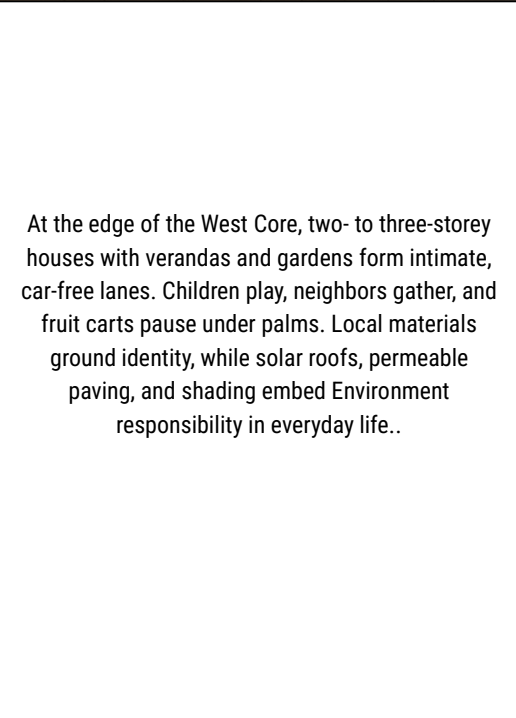 At the edge of the West Core, two- to three-storey
houses with verandas and gardens form intimate,
car-free lanes. Children play, neighbors gather, and
fruit carts pause under palms. Local materials
ground identity, while solar roofs, permeable
paving, and shading embed Environment
responsibility in everyday life..